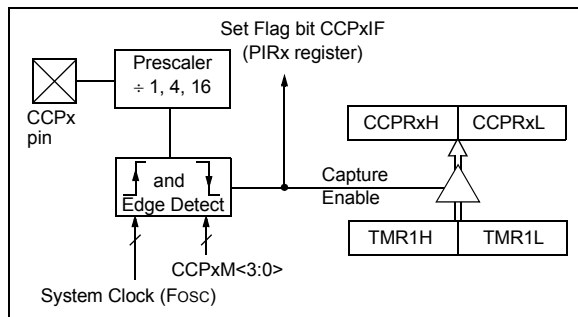 Set Flag bit CCPxIF
(PIRx register)
Prescaler
÷ 1, 4, 16
CCPx
pin
CCPRxH
CCPRxL
and
Edge Detect
Capture
Enable
TMR1H
TMR1L
CCPxM<3:0>
System Clock (FOSC)